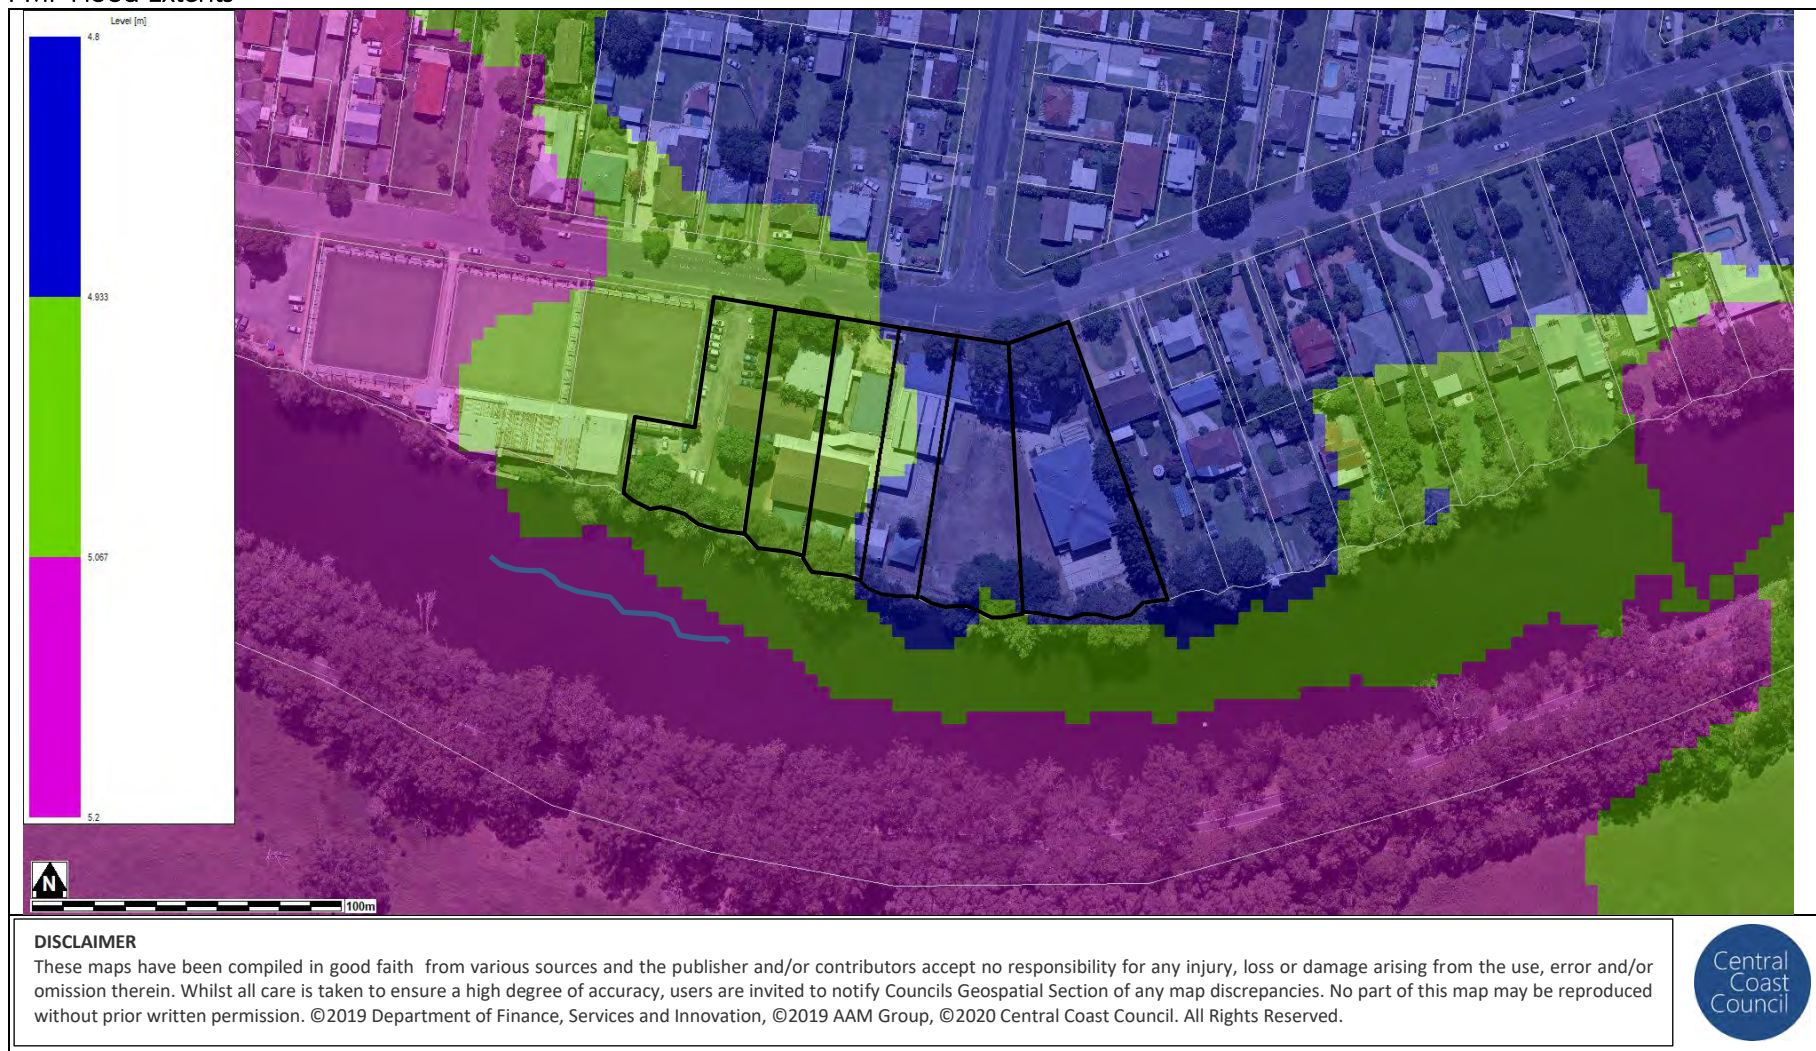 PMF Flood Extents
Level [m]
4.8
4.933
5.067
5.2
N
100m
DISCLAIMER
These maps have been compiled in good faith from various sources and the publisher and/or contributors accept no responsibility for any injury, loss or damage arising from the use, error and/or
omission therein. Whilst all care is taken to ensure a high degree of accuracy, users are invited to notify Councils Geospatial Section of any map discrepancies. No part of this map may be reproduced
without prior written permission. ©2019 Department of Finance, Services and Innovation, ©2019 AAM Group, ©2020 Central Coast Council. All Rights Reserved.
Central
Coast
Council